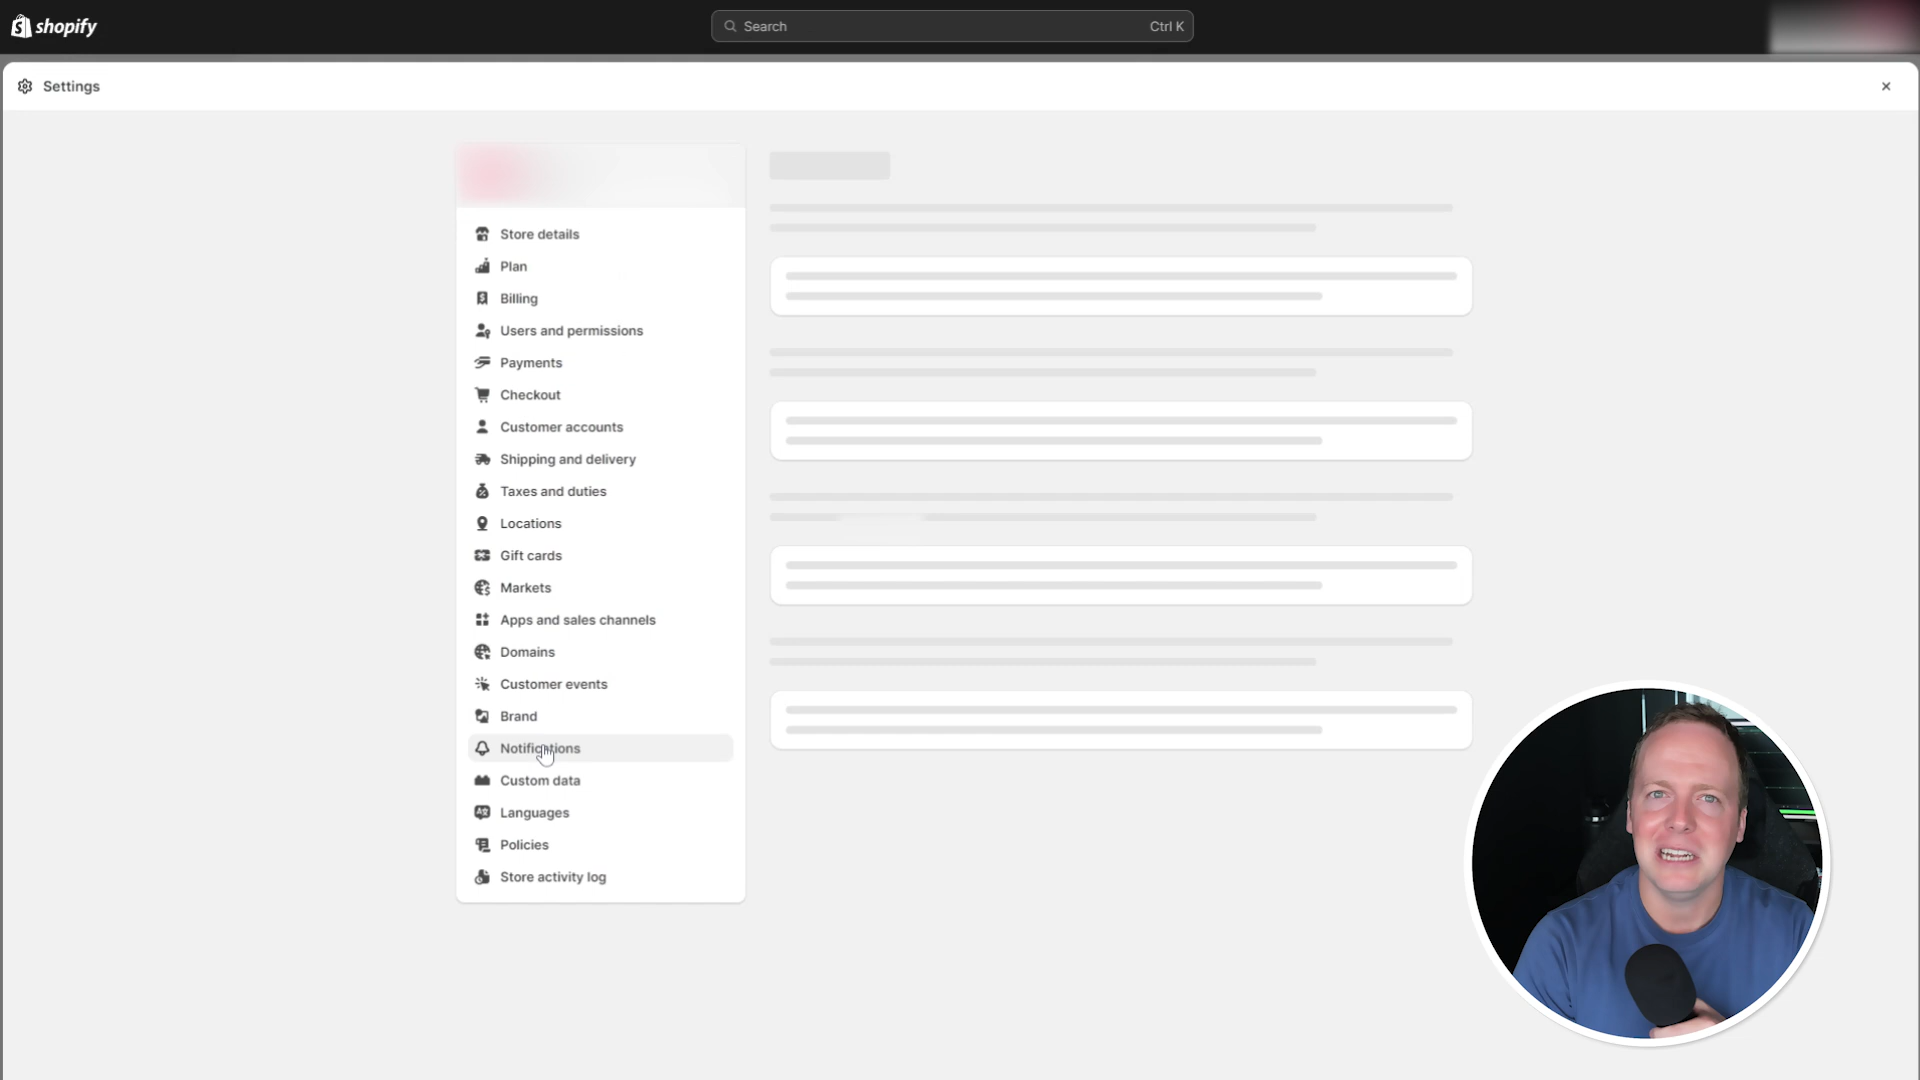 shopify
Search
Ctrl K
Settings
Store details
Plan
Billing
Users and permissions
Payments
Checkout
Customer accounts
Shipping and delivery
Taxes and duties
Locations
Gift cards
Markets
Apps and sales channels
Domains
Customer events
Brand
Notifications
Custom data
Languages
Policies
Store activity log